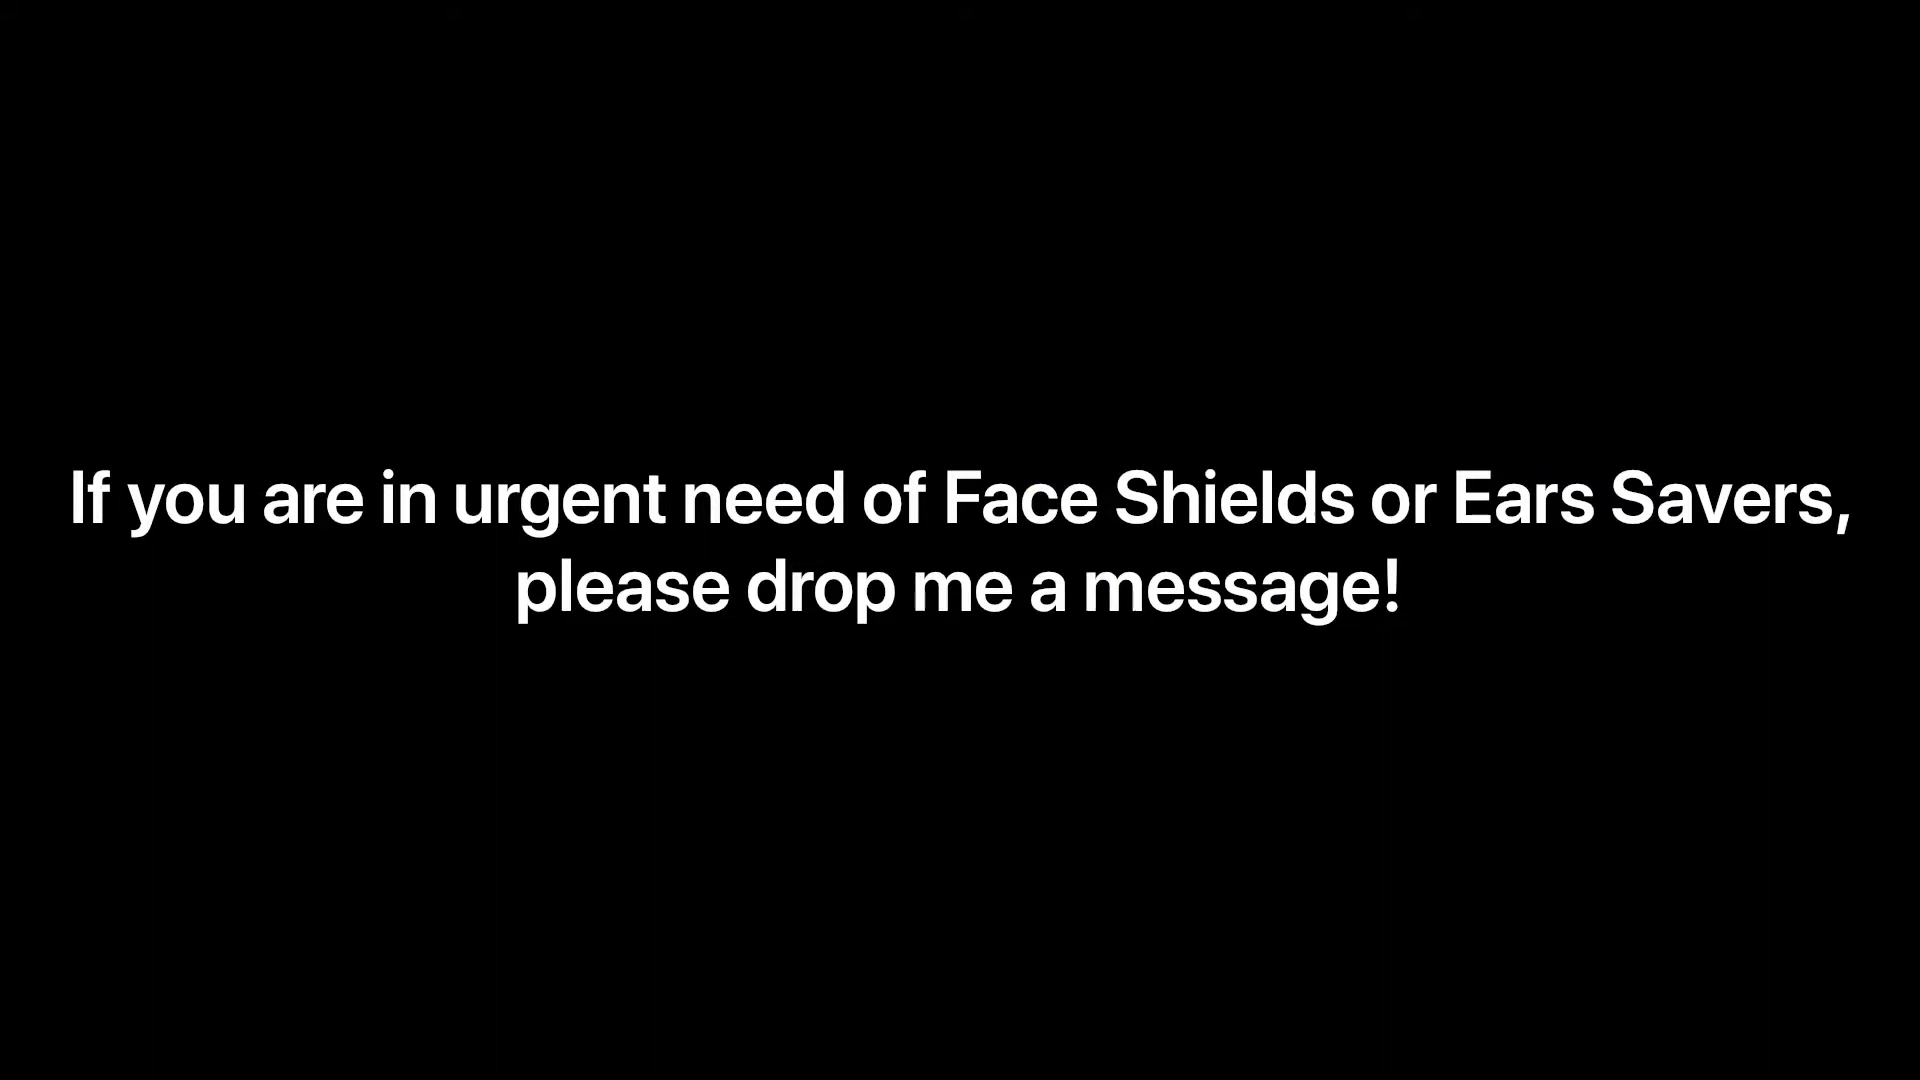 If you are in urgent need of Face Shields or Ears Savers,
please drop me a message!